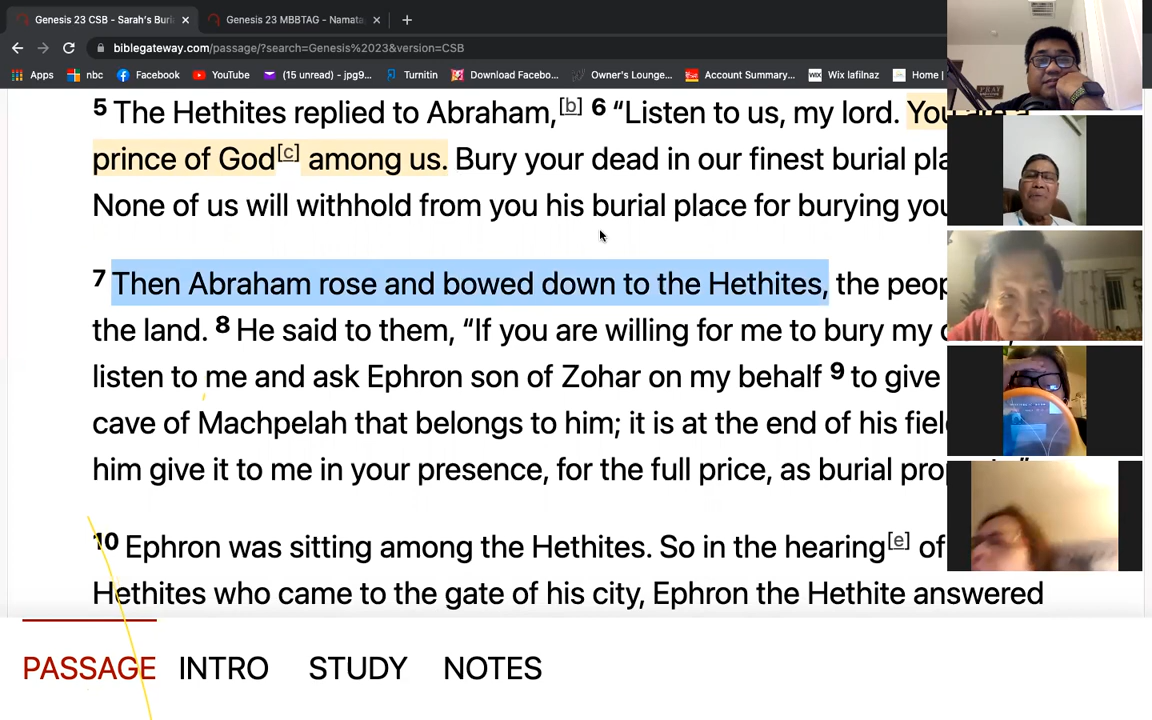 Genesis 23 CSB - Sarah's Buri
Genesis 23 MBBTAG - Namata
biblegateway.com/passage/?search=Genesis%2023&version=CSB
Apps nbc Facebook YouTube (15 unread) - jpg9... Turnitin Download Facebo... Owner's Lounge... Account Summary... Wix lafilnaz Home |
5 The Hethites replied to Abraham,[b] 6 “Listen to us, my lord. You are a
prince of God[c] among us. Bury your dead in our finest burial pla
None of us will withhold from you his burial place for burying you
7 Then Abraham rose and bowed down to the Hethites, the peop
the land. 8 He said to them, “If you are willing for me to bury my
listen to me and ask Ephron son of Zohar on my behalf 9 to give
cave of Machpelah that belongs to him; it is at the end of his fiel
him give it to me in your presence, for the full price, as burial pro
10 Ephron was sitting among the Hethites. So in the hearing[e] of
Hethites who came to the gate of his city, Ephron the Hethite answered
PASSAGE INTRO STUDY NOTES
PRAY